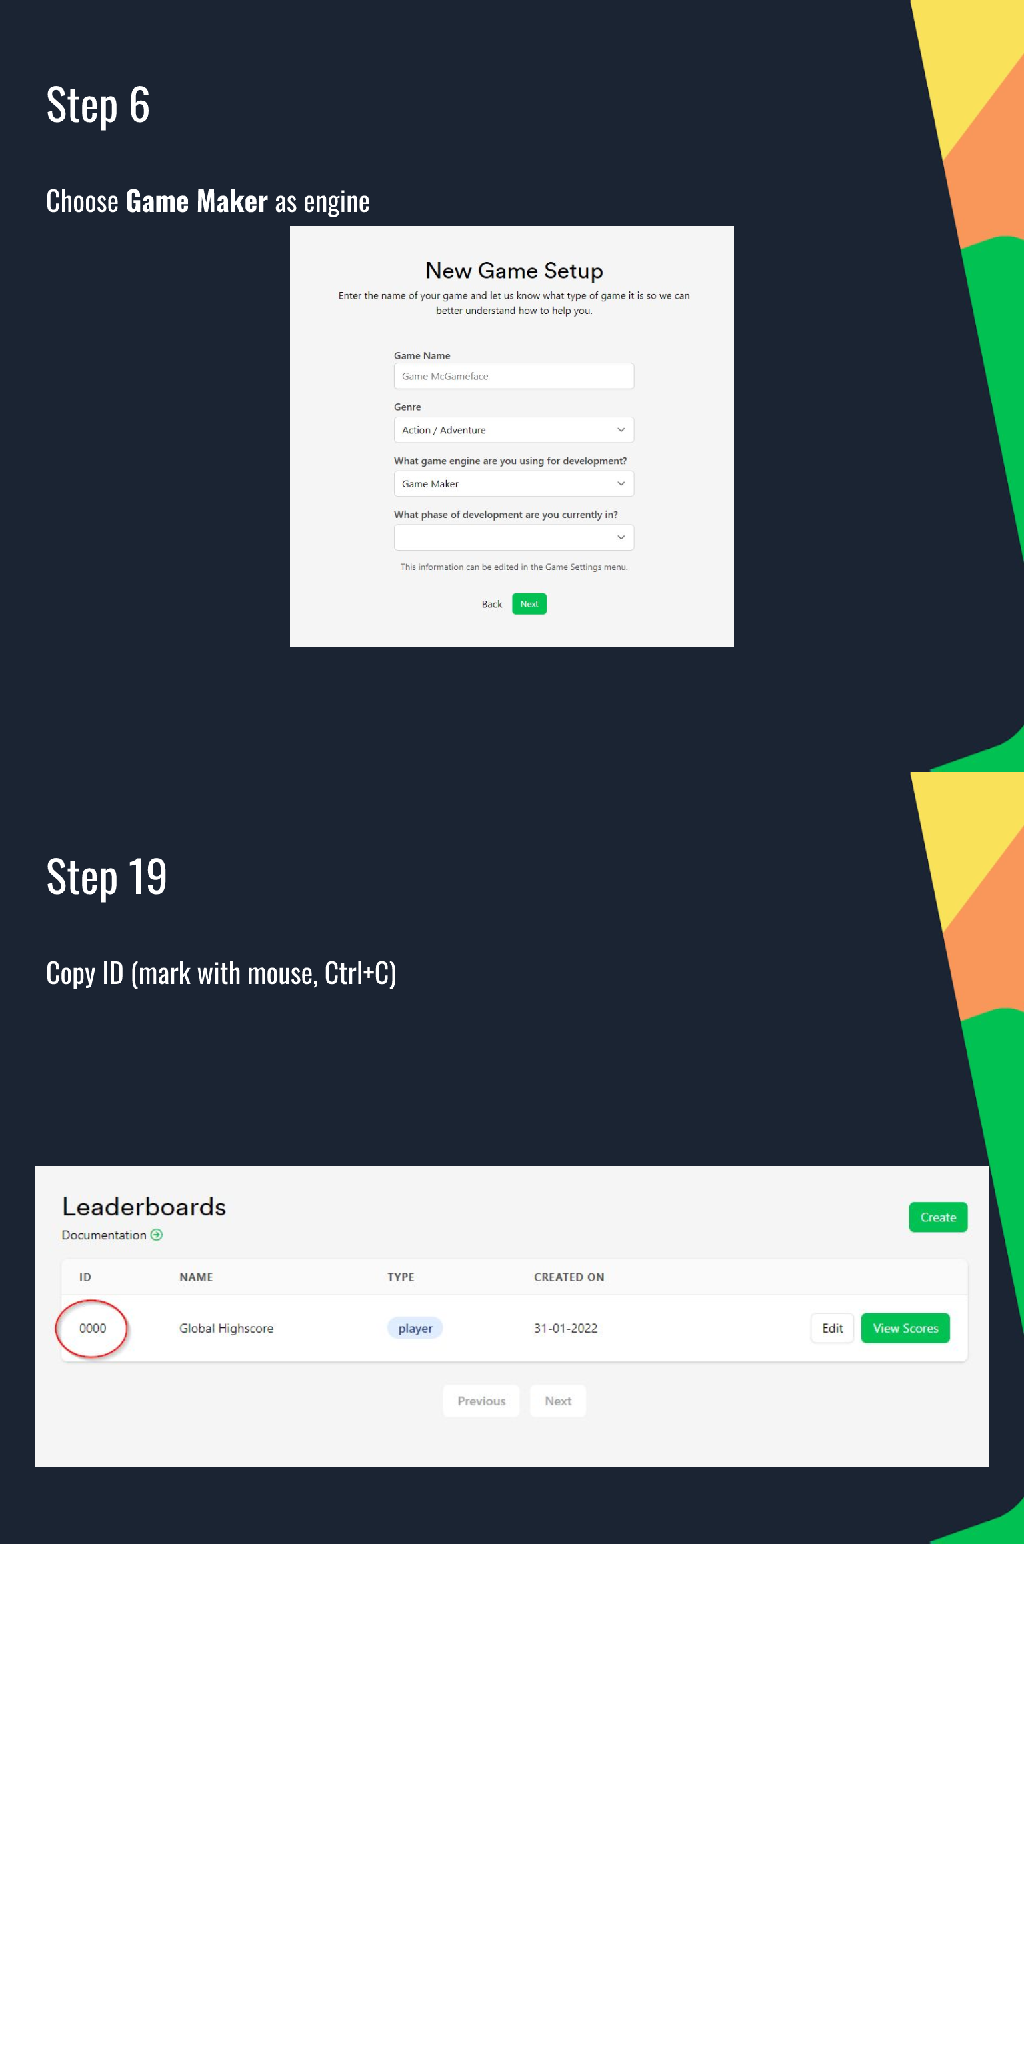 Step 6
Choose Game Maker as engine
New Game Setup
Enter the name of your game and let us know what type of game it is so we can
better understand how to help you.
Game Name
Game McGameface
Genre
Action / Adventure
What game engine are you using for development?
Game Maker
What phase of development are you currently in?
This information can be edited in the Game Settings menu.
Back Next
Step 19
Copy ID (mark with mouse, Ctrl+C)
Leaderboards
Create
Documentation
ID NAME TYPE CREATED ON
0000 Global Highscore player 31-01-2022 Edit View Scores
Previous Next